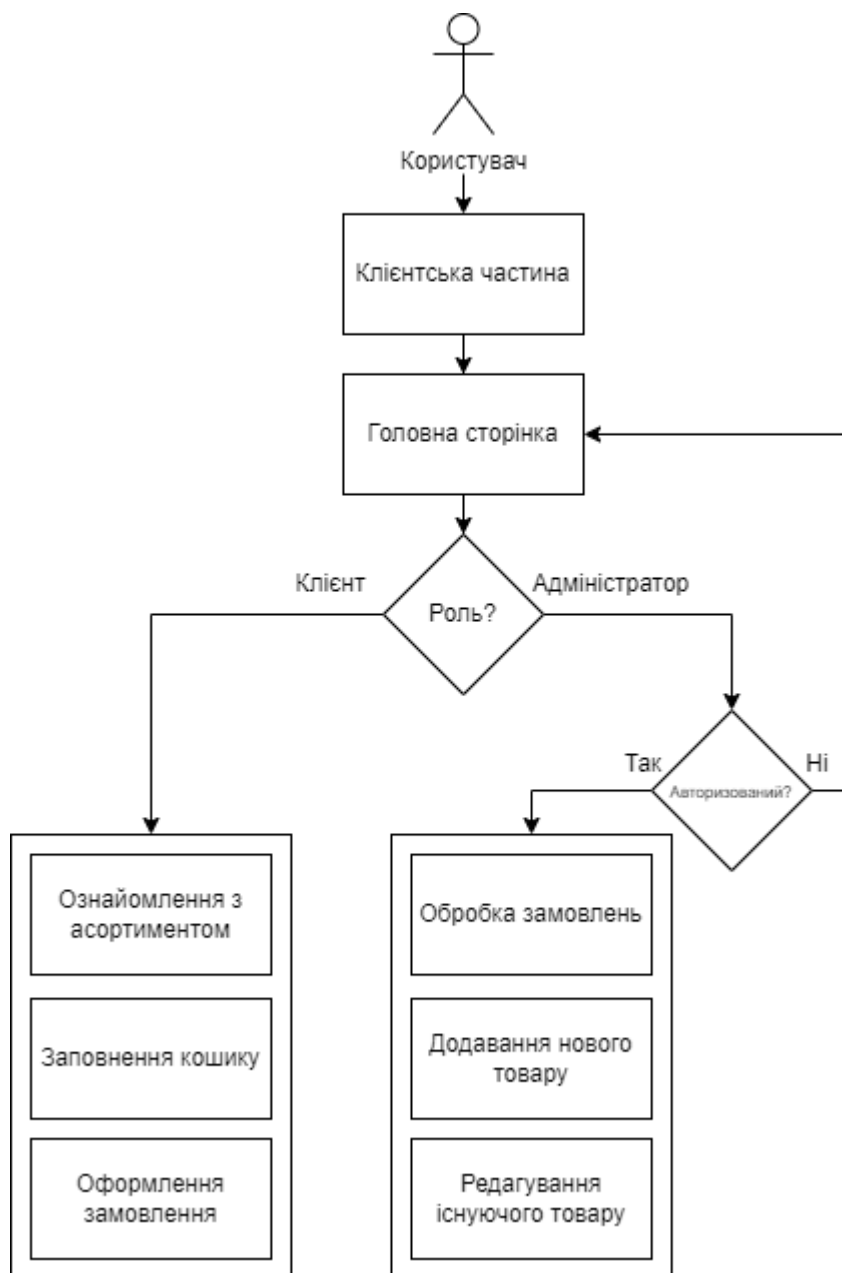 Користувач
Клієнтська частина
Головна сторінка
Клієнт
Адміністратор
Роль?
Так
Ні
Авторизований?
Ознайомлення з
асортиментом
Обробка замовлень
Заповнення кошику
Додавання нового
товару
Оформлення
замовлення
Редагування
існуючого товару